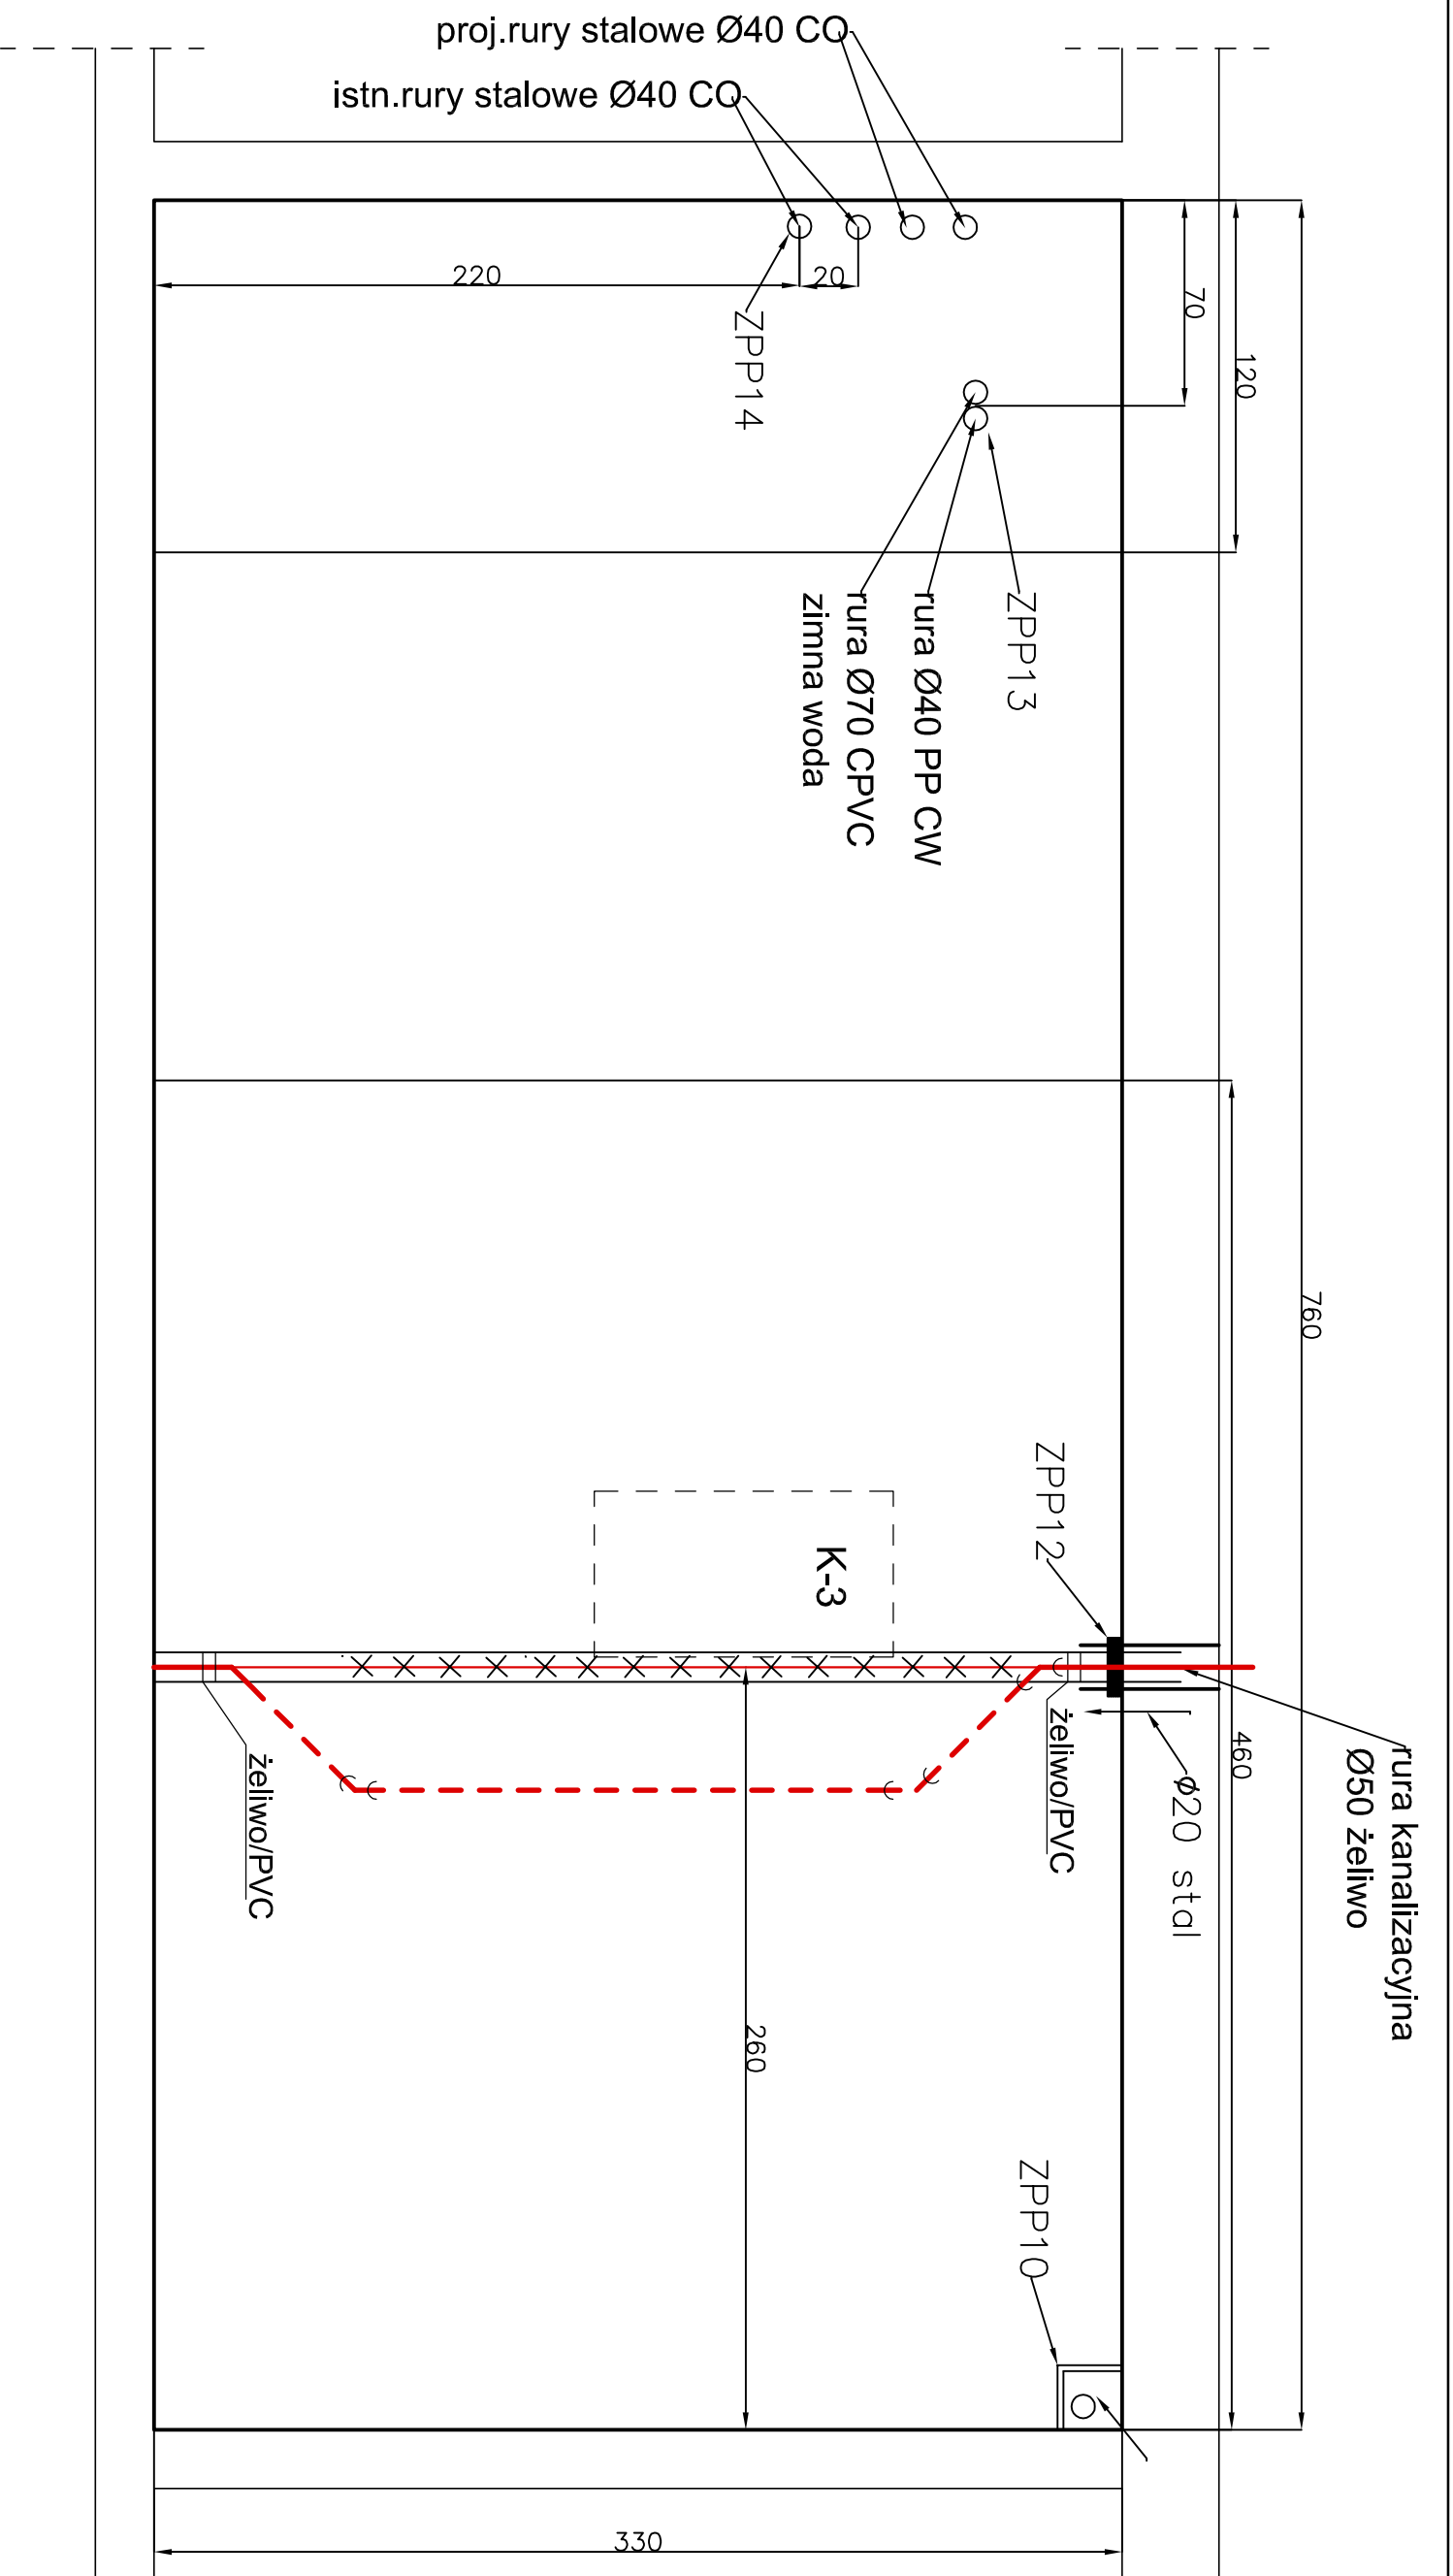 proj.rury stalowe Ø40 CO
istn.rury stalowe Ø40 CO
220
20
70
120
ZPP14
ZPP13
rura Ø40 PP CW
rura Ø70 CPVC
zimna woda
760
ZPP12
K-3
460
rura kanalizacyjna
Ø50 żeliwo
ø20 stal
żeliwo/PVC
żeliwo/PVC
260
ZPP10
330